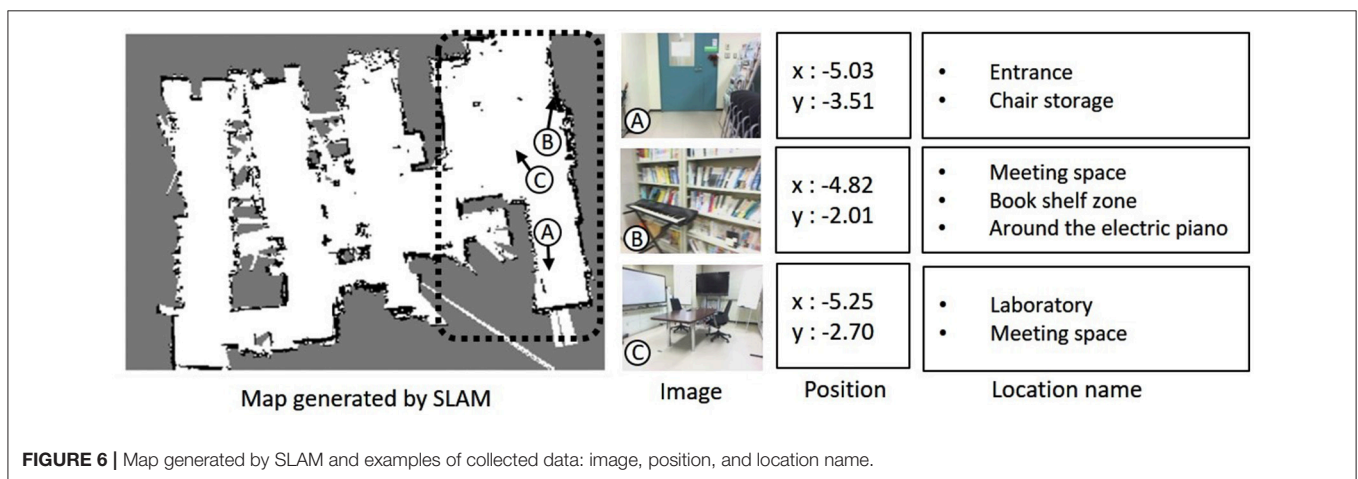 B
C
A
Map generated by SLAM
A
x : -5.03
y : -3.51
• Entrance
• Chair storage
B
x : -4.82
y : -2.01
• Meeting space
• Book shelf zone
• Around the electric piano
C
x : -5.25
y : -2.70
• Laboratory
• Meeting space
Image
Position
Location name
FIGURE 6 | Map generated by SLAM and examples of collected data: image, position, and location name.